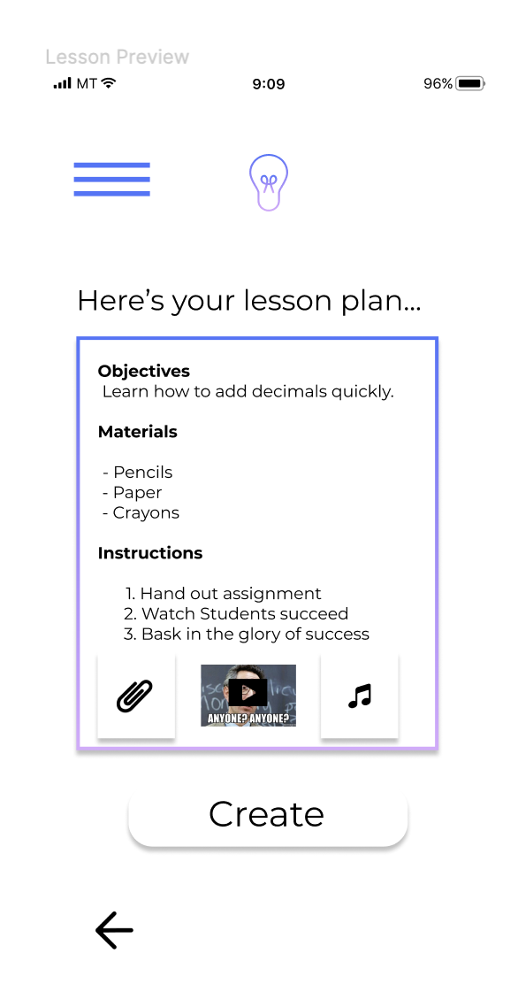 Lesson Preview
MT 9:09 96%
Here's your lesson plan...
Objectives
Learn how to add decimals quickly.
Materials
- Pencils
- Paper
- Crayons
Instructions
1. Hand out assignment
2. Watch Students succeed
3. Bask in the glory of success
ANYONE? ANYONE?
Create